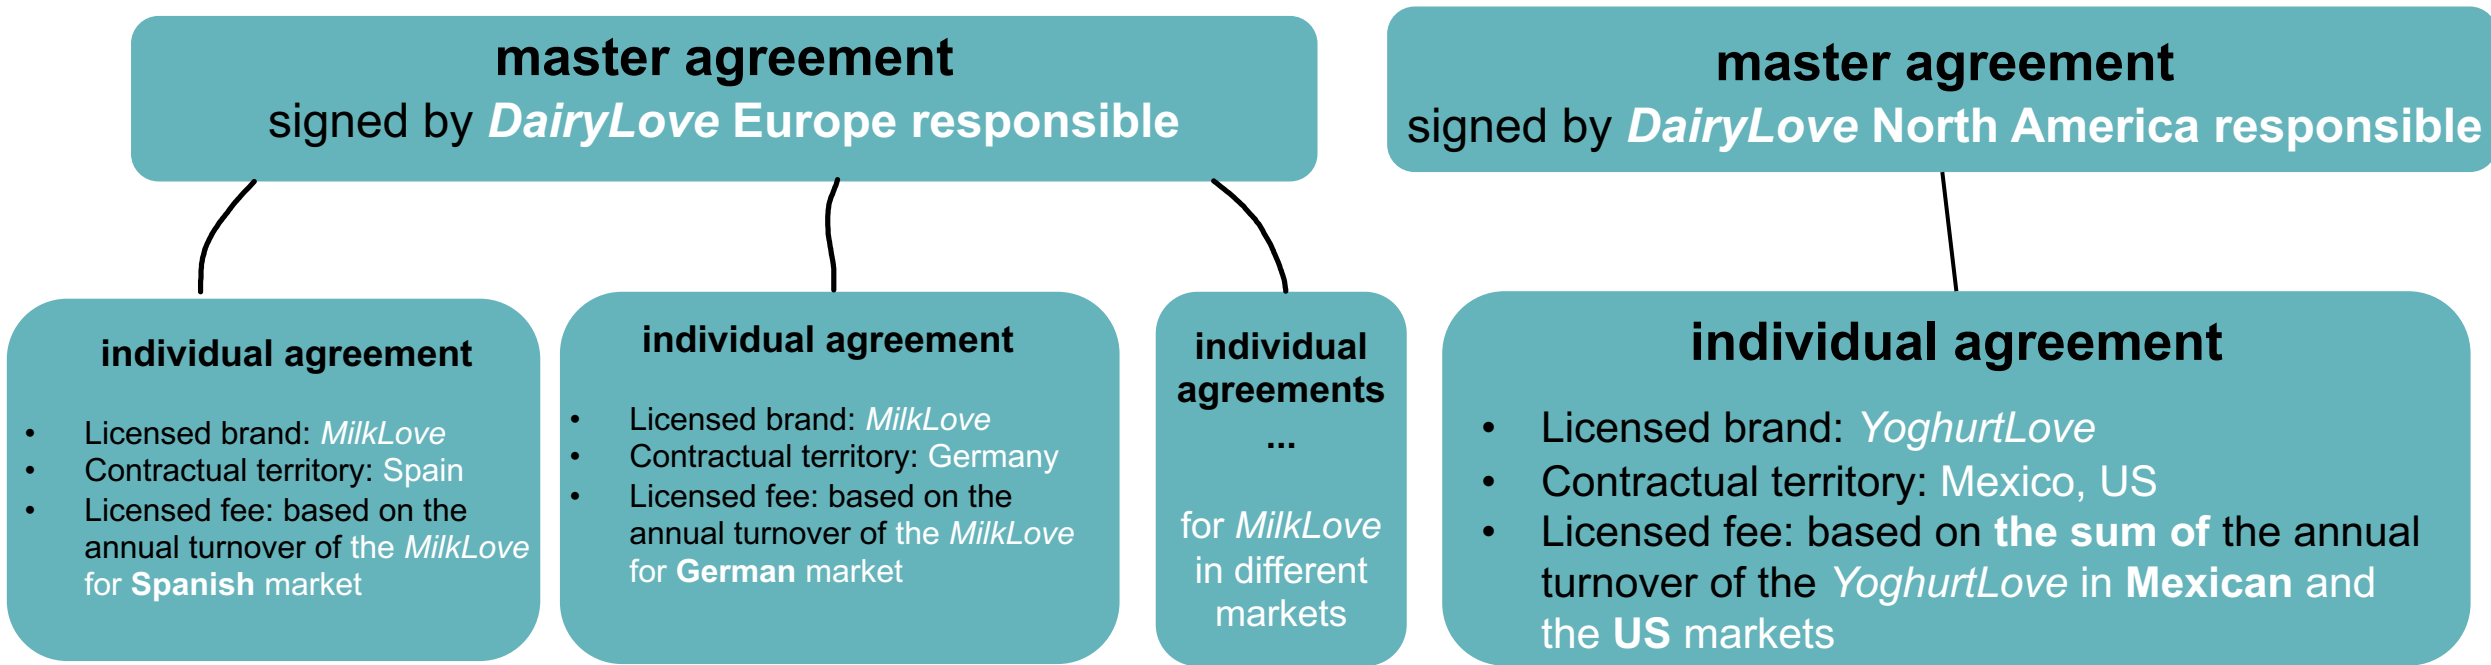 master agreement
signed by DairyLove Europe responsible
master agreement
signed by DairyLove North America responsible
individual agreement
• Licensed brand: MilkLove
• Contractual territory: Spain
• Licensed fee: based on the
annual turnover of the MilkLove
for Spanish market
individual agreement
• Licensed brand: MilkLove
• Contractual territory: Germany
• Licensed fee: based on the
annual turnover of the MilkLove
for German market
individual
agreements
...
for MilkLove
in different
markets
individual agreement
• Licensed brand: YoghurtLove
• Contractual territory: Mexico, US
• Licensed fee: based on the sum of the annual
turnover of the YoghurtLove in Mexican and
the US markets